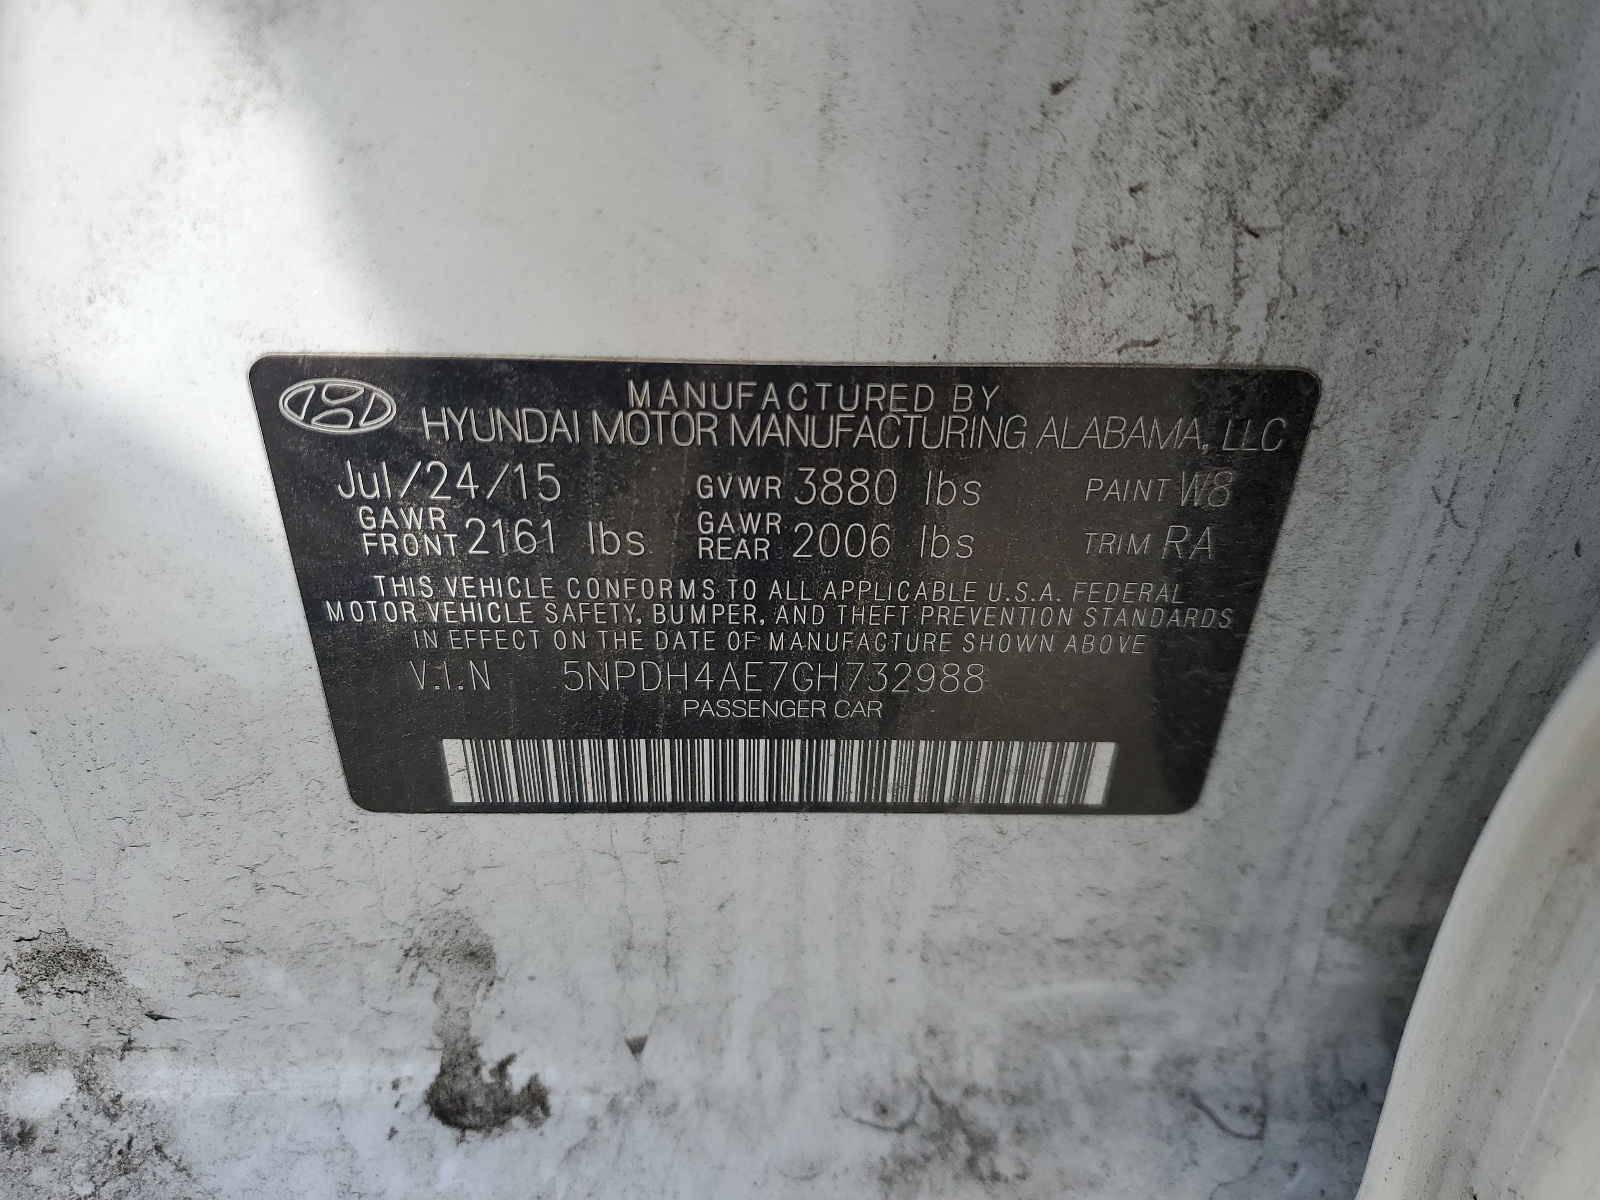 MANUFACTURED BY
HYUNDAI MOTOR MANUFACTURING ALABAMA, LLC
Jul/24/15 GVWR 3880 lbs PAINT W8
GAWR FRONT 2161 lbs GAWR REAR 2006 lbs TRIM RA
THIS VEHICLE CONFORMS TO ALL APPLICABLE U.S.A. FEDERAL
MOTOR VEHICLE SAFETY, BUMPER, AND THEFT PREVENTION STANDARDS
IN EFFECT ON THE DATE OF MANUFACTURE SHOWN ABOVE
V.I.N 5NPDH4AE7GH732988
PASSENGER CAR